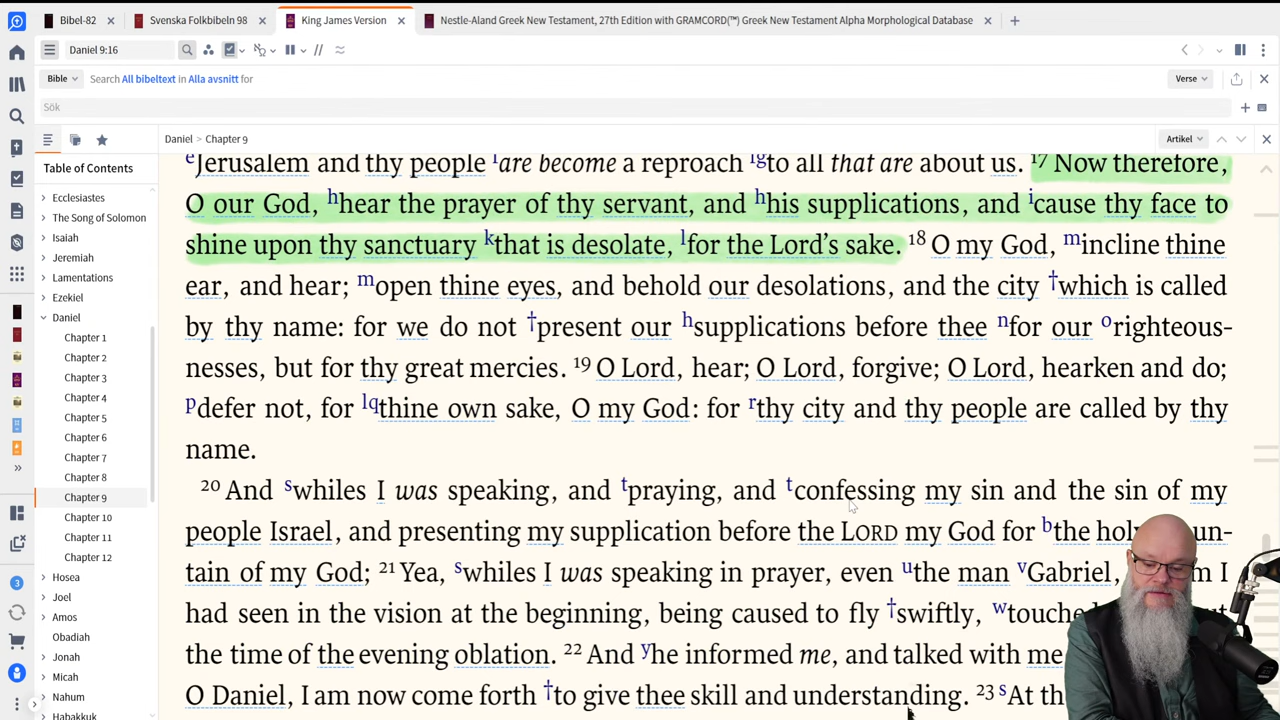 Bibel-82
Svenska Folkbibeln 98
King James Version
Nestle-Aland Greek New Testament, 27th Edition with GRAMCORD(™) Greek New Testament Alpha Morphological Database
Daniel 9:16
Bible Search All bibeltext in Alla avsnitt for
Verse
Sök
Daniel > Chapter 9
Artikel
Table of Contents
Ecclesiastes
The Song of Solomon
Isaiah
Jeremiah
Lamentations
Ezekiel
Daniel
Chapter 1
Chapter 2
Chapter 3
Chapter 4
Chapter 5
Chapter 6
Chapter 7
Chapter 8
Chapter 9
Chapter 10
Chapter 11
Chapter 12
Hosea
Joel
Amos
Obadiah
Jonah
Micah
Nahum
Habakkuk
3
eJerusalem and thy people fare become a reproach fgto all that are about us. 17 Now therefore,
O our God, hhear the prayer of thy servant, and hhis supplications, and icause thy face to
shine upon thy sanctuary kthat is desolate, lfor the Lord’s sake. 18 O my God, mincline thine
ear, and hear; mopen thine eyes, and behold our desolations, and the city †which is called
by thy name: for we do not †present our hsupplications before thee nfor our orighteous-
nesses, but for thy great mercies. 19 O Lord, hear; O Lord, forgive; O Lord, hearken and do;
pdefer not, for lqthine own sake, O my God: for rthy city and thy people are called by thy
name.
20 And swhiles I was speaking, and tpraying, and tconfessing my sin and the sin of my
people Israel, and presenting my supplication before the LORD my God for bthe holy un-
tain of my God; 21 Yea, swhiles I was speaking in prayer, even uthe man vGabriel, m I
had seen in the vision at the beginning, being caused to fly †swiftly, wtouched
the time of the evening oblation. 22 And yhe informed me, and talked with me
O Daniel, I am now come forth †to give thee skill and understanding. 23 sAt th